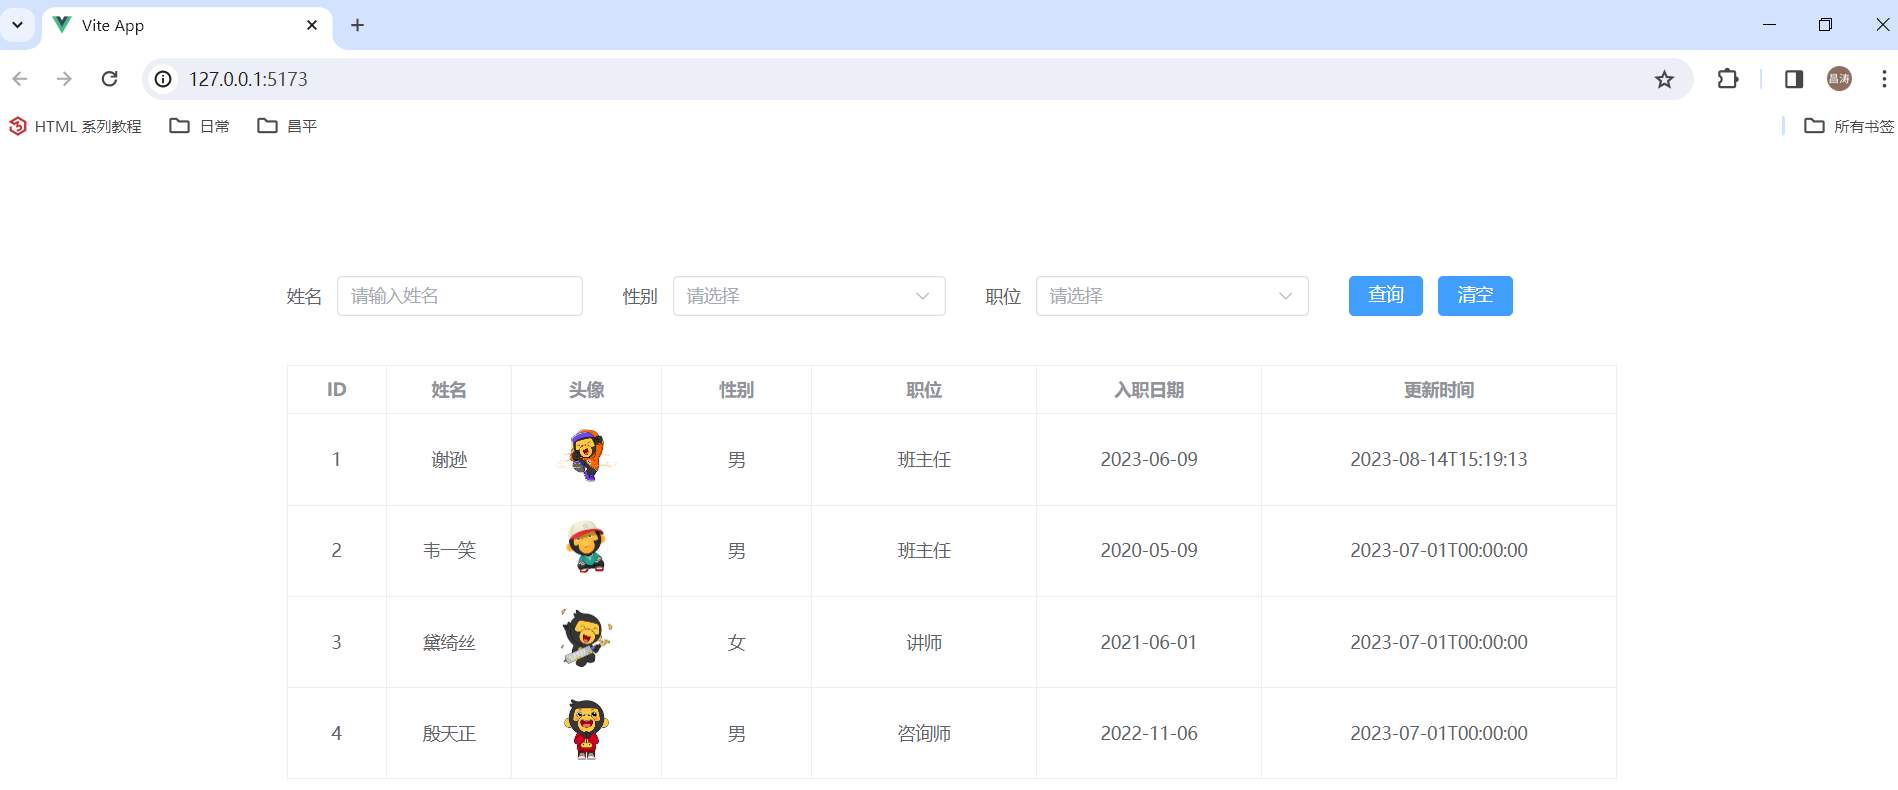 Vite App
127.0.0.1:5173
昌涛
HTML 系列教程 日常 昌平 所有书签
姓名 请输入姓名 性别 请选择 职位 请选择 查询 清空
ID 姓名 头像 性别 职位 入职日期 更新时间
1 谢逊 男 班主任 2023-06-09 2023-08-14T15:19:13
2 韦一笑 男 班主任 2020-05-09 2023-07-01T00:00:00
3 黛绮丝 女 讲师 2021-06-01 2023-07-01T00:00:00
4 殷天正 男 咨询师 2022-11-06 2023-07-01T00:00:00